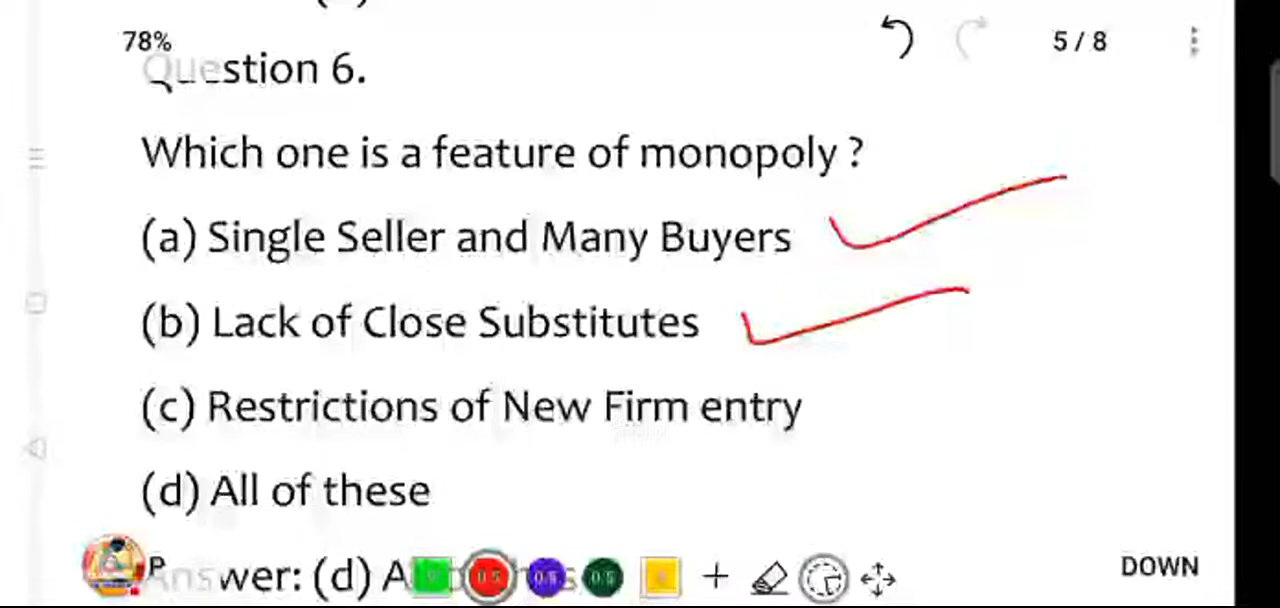 78%
5 / 8
Question 6.
Which one is a feature of monopoly ?
(a) Single Seller and Many Buyers
(b) Lack of Close Substitutes
(c) Restrictions of New Firm entry
(d) All of these
Answer: (d) A
DOWN